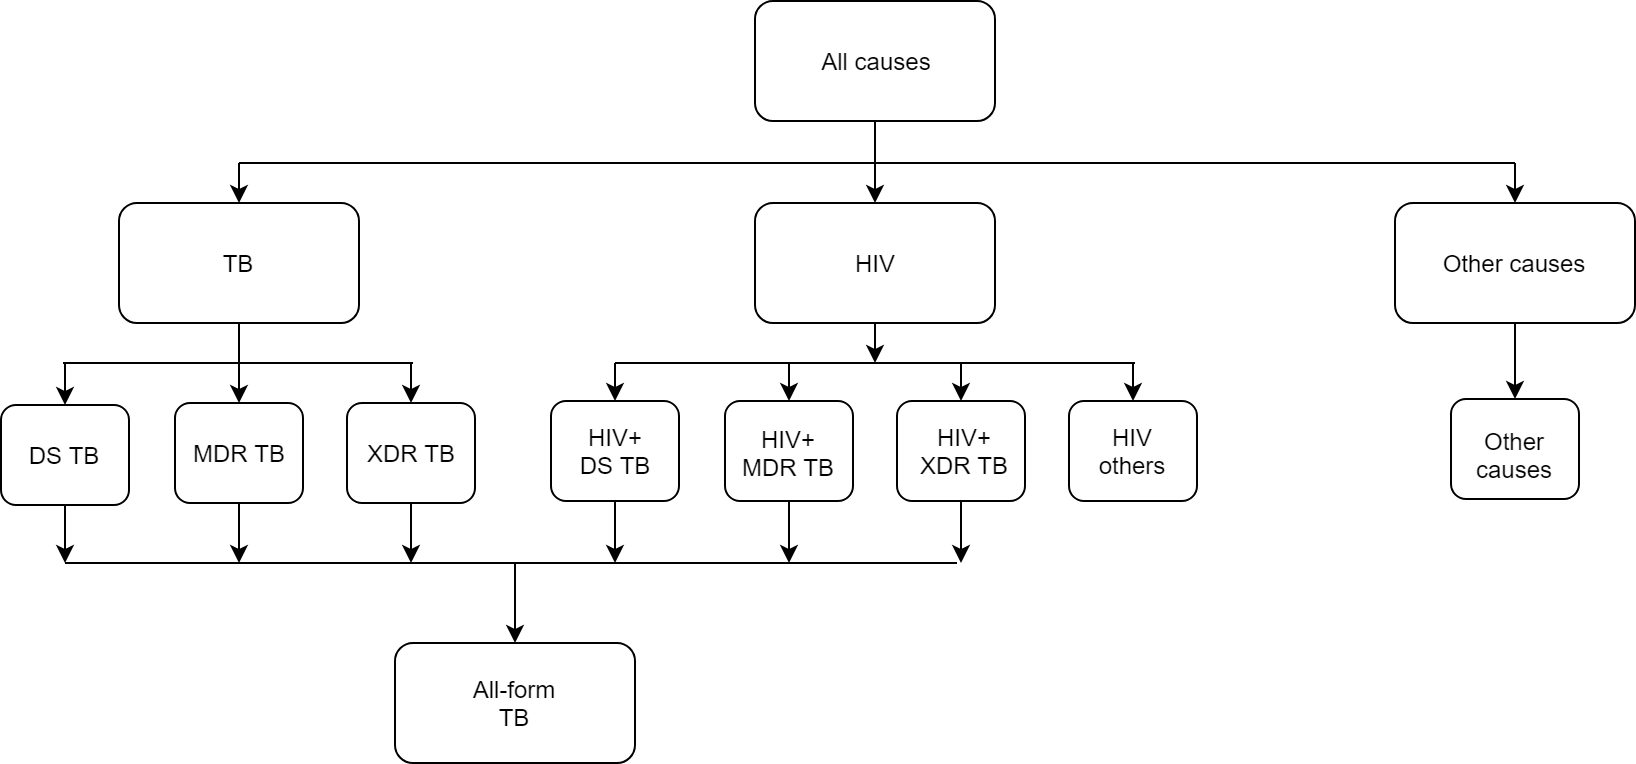 All causes
TB
HIV
Other causes
DS TB
MDR TB
XDR TB
HIV+
DS TB
HIV+
MDR TB
HIV+
XDR TB
HIV
others
Other
causes
All-form
TB